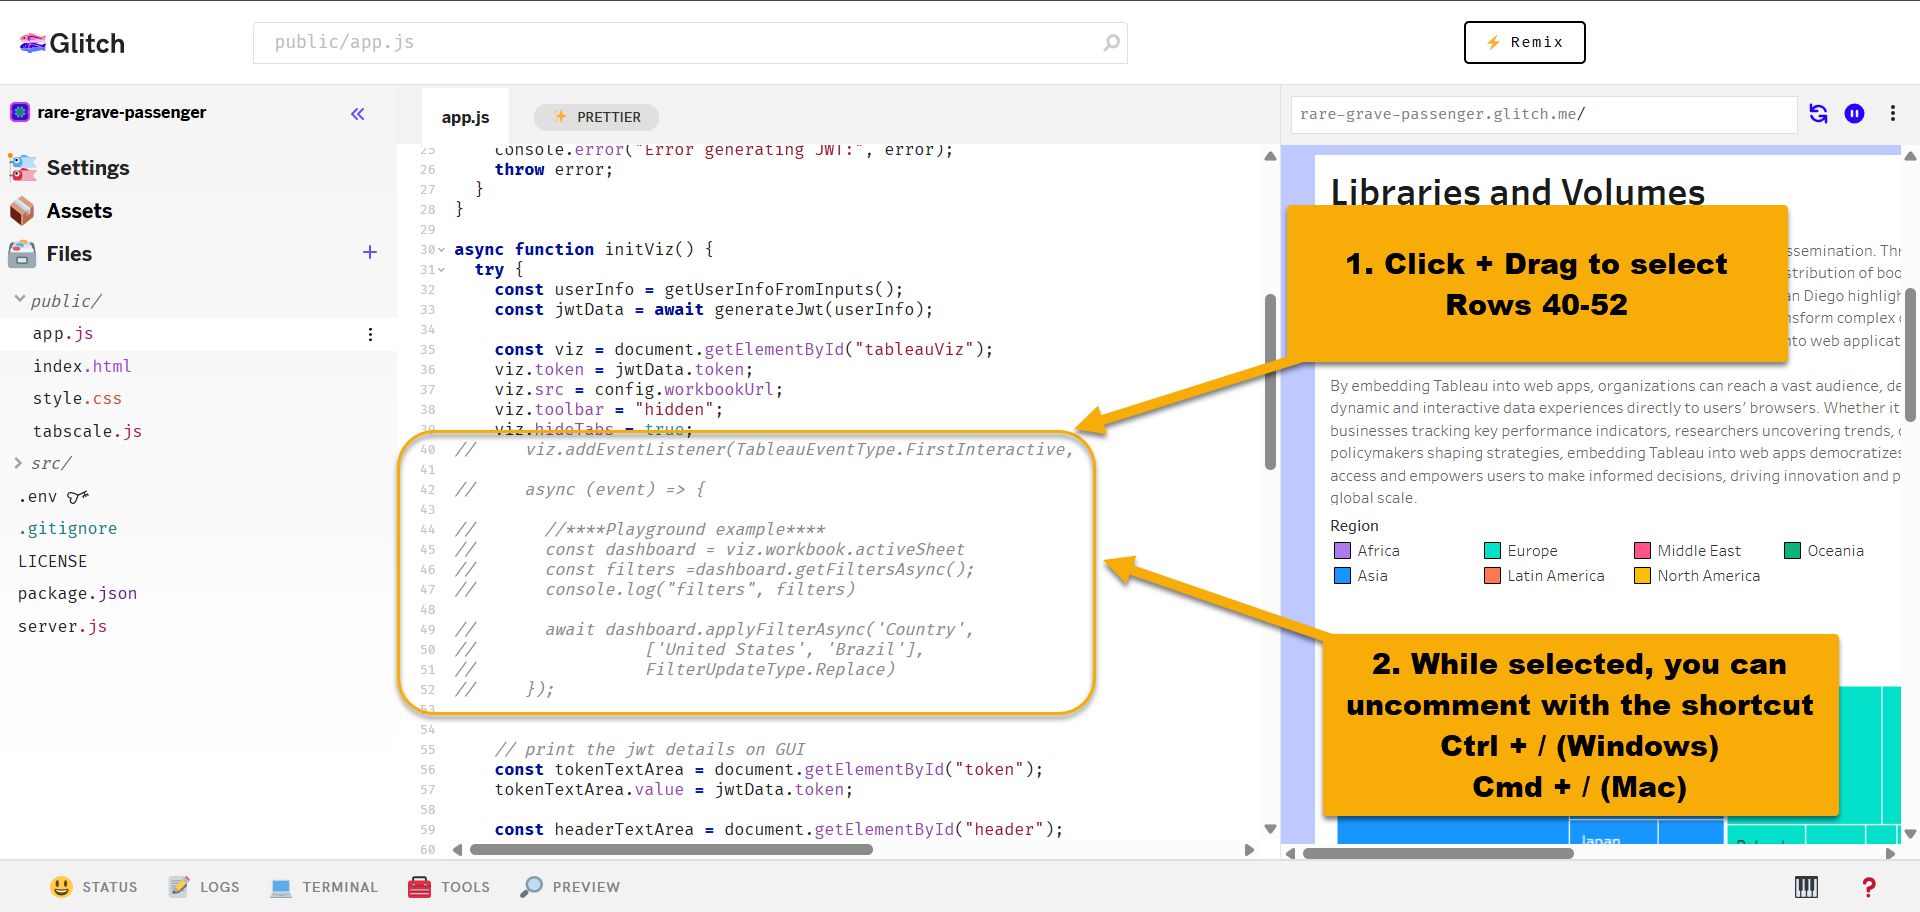 Glitch
public/app.js
⚡ Remix
rare-grave-passenger
«
app.js
✨ PRETTIER
rare-grave-passenger.glitch.me/
Settings
Assets
Files
+
public/
app.js
index.html
style.css
tabscale.js
src/
.env
.gitignore
LICENSE
package.json
server.js
25 console.error("Error generating JWT:", error);
26 throw error;
27 }
28 }
29
30 async function initViz() {
31 try {
32 const userInfo = getUserInfoFromInputs();
33 const jwtData = await generateJwt(userInfo);
34
35 const viz = document.getElementById("tableauViz");
36 viz.token = jwtData.token;
37 viz.src = config.workbookUrl;
38 viz.toolbar = "hidden";
39 viz.hideTabs = true;
40 // viz.addEventListener(TableauEventType.FirstInteractive,
41
42 // async (event) => {
43
44 // //****Playground example****
45 // const dashboard = viz.workbook.activeSheet
46 // const filters =dashboard.getFiltersAsync();
47 // console.log("filters", filters)
48
49 // await dashboard.applyFilterAsync('Country',
50 // ['United States', 'Brazil'],
51 // FilterUpdateType.Replace)
52 // });
53
54
55 // print the jwt details on GUI
56 const tokenTextArea = document.getElementById("token");
57 tokenTextArea.value = jwtData.token;
58
59 const headerTextArea = document.getElementById("header");
60
Libraries and Volumes
1. Click + Drag to select
Rows 40-52
ssemination. Thr
stribution of boo
an Diego highligh
nsform complex
nto web applicat
By embedding Tableau into web apps, organizations can reach a vast audience, de
dynamic and interactive data experiences directly to users' browsers. Whether it
businesses tracking key performance indicators, researchers uncovering trends,
policymakers shaping strategies, embedding Tableau into web apps democratizes
access and empowers users to make informed decisions, driving innovation and p
global scale.
Region
Africa Europe Middle East Oceania
Asia Latin America North America
2. While selected, you can
uncomment with the shortcut
Ctrl + / (Windows)
Cmd + / (Mac)
Japan
STATUS LOGS TERMINAL TOOLS PREVIEW ?